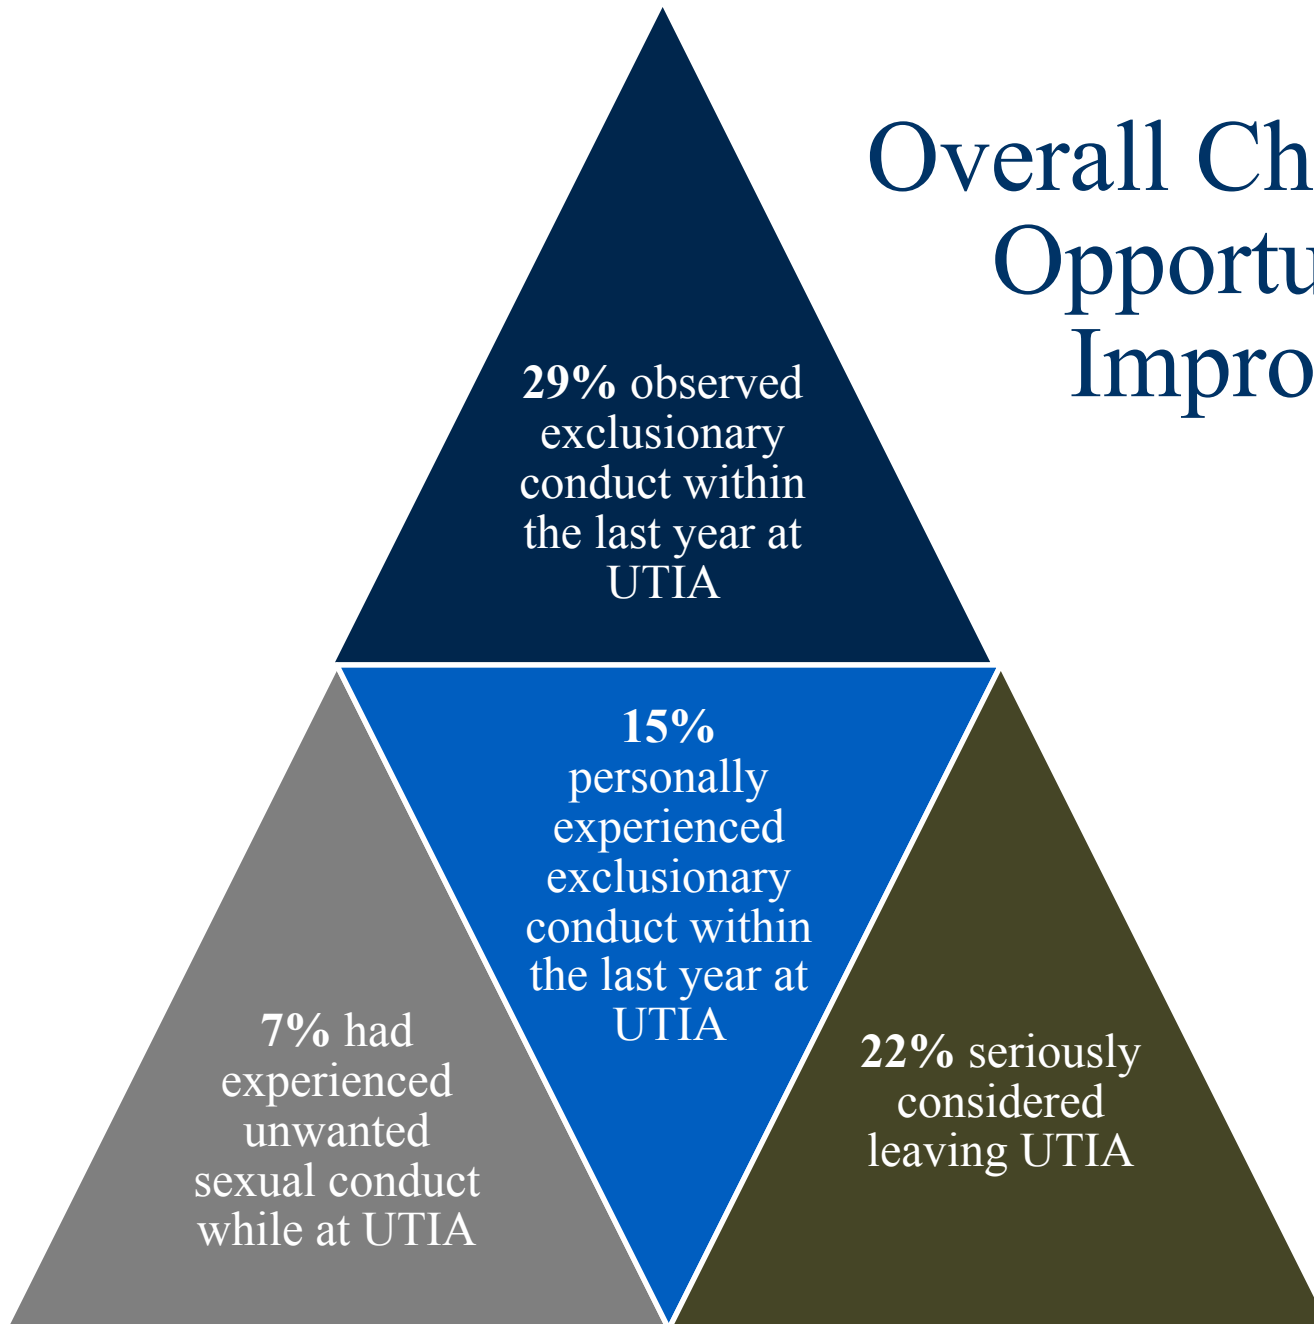 Overall Ch
Opportu
Impro
29% observed
exclusionary
conduct within
the last year at
UTIA
15%
personally
experienced
exclusionary
conduct within
the last year at
UTIA
7% had
experienced
unwanted
sexual conduct
while at UTIA
22% seriously
considered
leaving UTIA